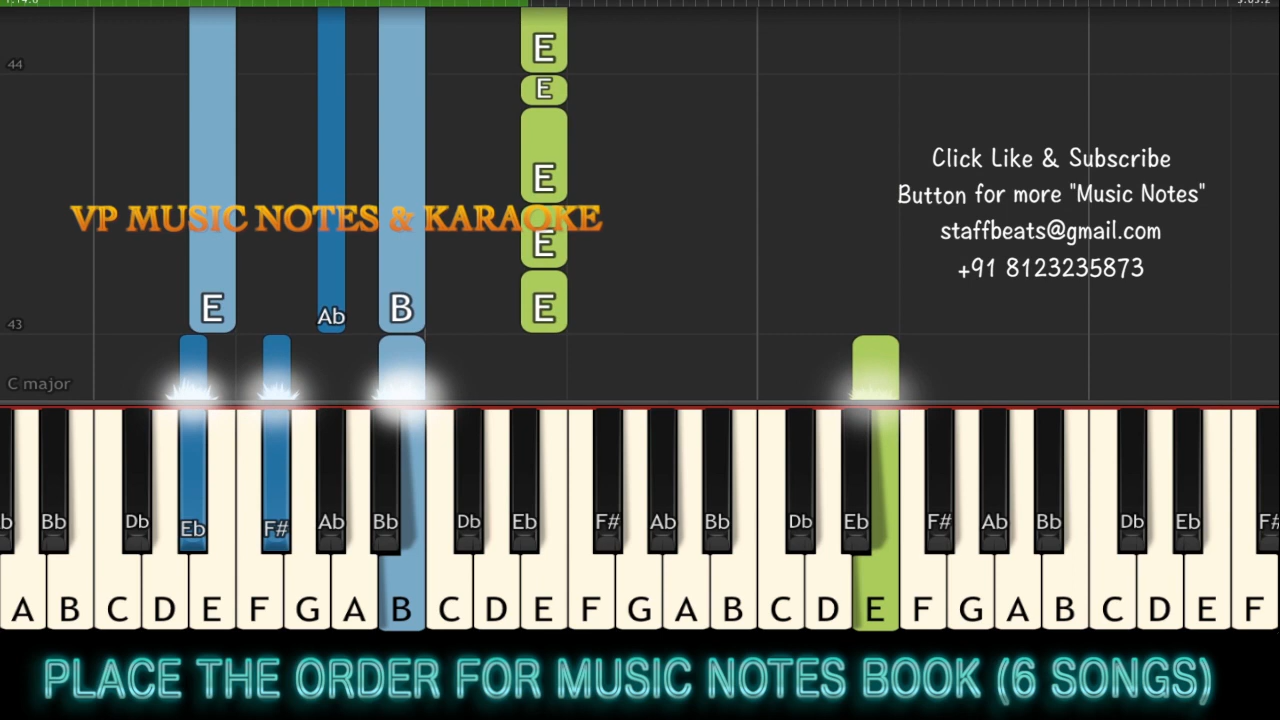 44
E
E
E
E
E
Click Like & Subscribe
Button for more "Music Notes"
staffbeats@gmail.com
+91 8123235873
VP MUSIC NOTES & KARAOKE
E Ab B
43
C major
Bb Db Eb F# Ab Bb Db Eb F# Ab Bb Db Eb F# Ab Bb Db Eb F#
A B C D E F G A B C D E F G A B C D E F G A B C D E F
PLACE THE ORDER FOR MUSIC NOTES BOOK (6 SONGS)